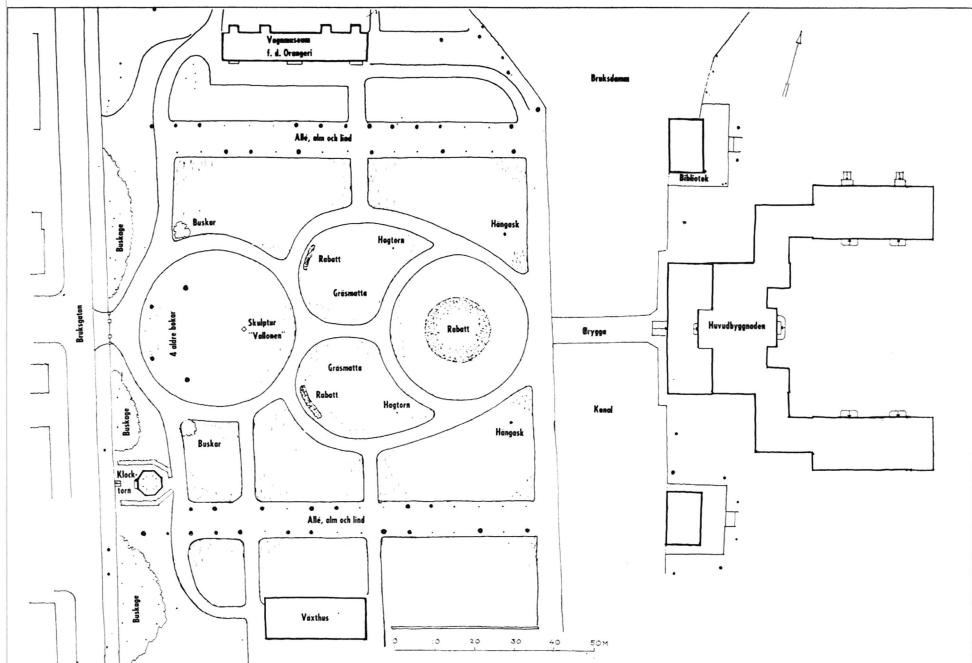 Vagnmuseum
f. d. Orangeri
Bruksdamm
Allé, alm och lind
Bibliotek
Buskage
Buskar
Hängask
Hagtorn
Rabatt
Gräsmatta
Bruksgatan
4 äldre bokar
Skulptur
"Vallonen"
Rabatt
Brygga
Huvudbyggnaden
Gräsmatta
Rabatt
Hagtorn
Kanal
Buskage
Buskar
Hängask
Klock-
torn
Allé, alm och lind
Buskage
Växthus
0 10 20 30 40 50M